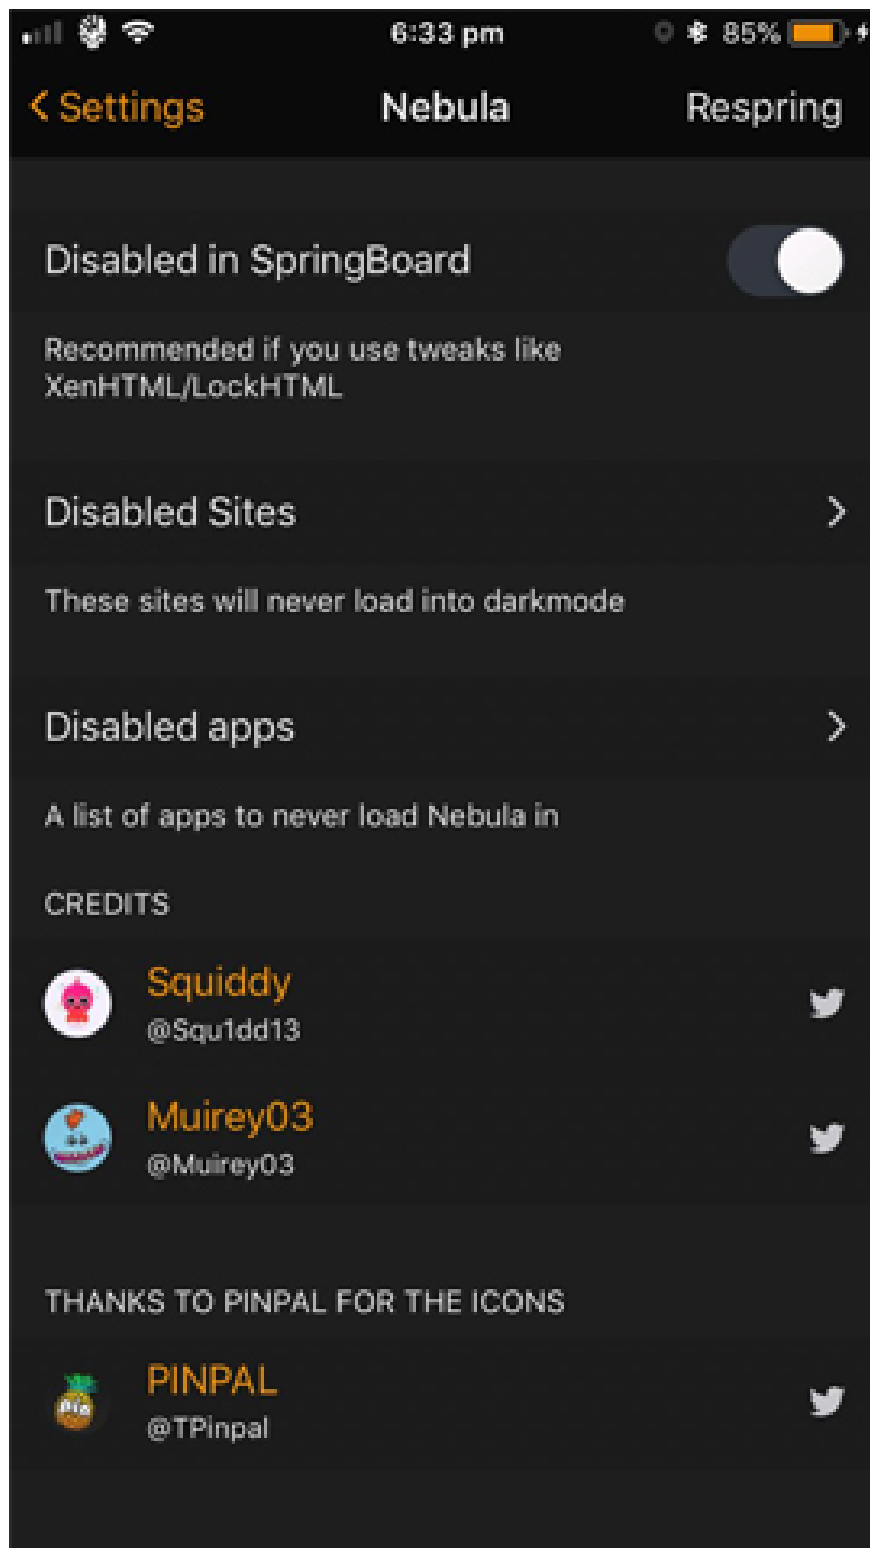 6:33 pm
85%
Settings
Nebula
Respring
Disabled in SpringBoard
Recommended if you use tweaks like
XenHTML/LockHTML
Disabled Sites
These sites will never load into darkmode
Disabled apps
A list of apps to never load Nebula in
CREDITS
Squiddy
@Squ1dd13
Muirey03
@Muirey03
THANKS TO PINPAL FOR THE ICONS
PINPAL
@TPinpal